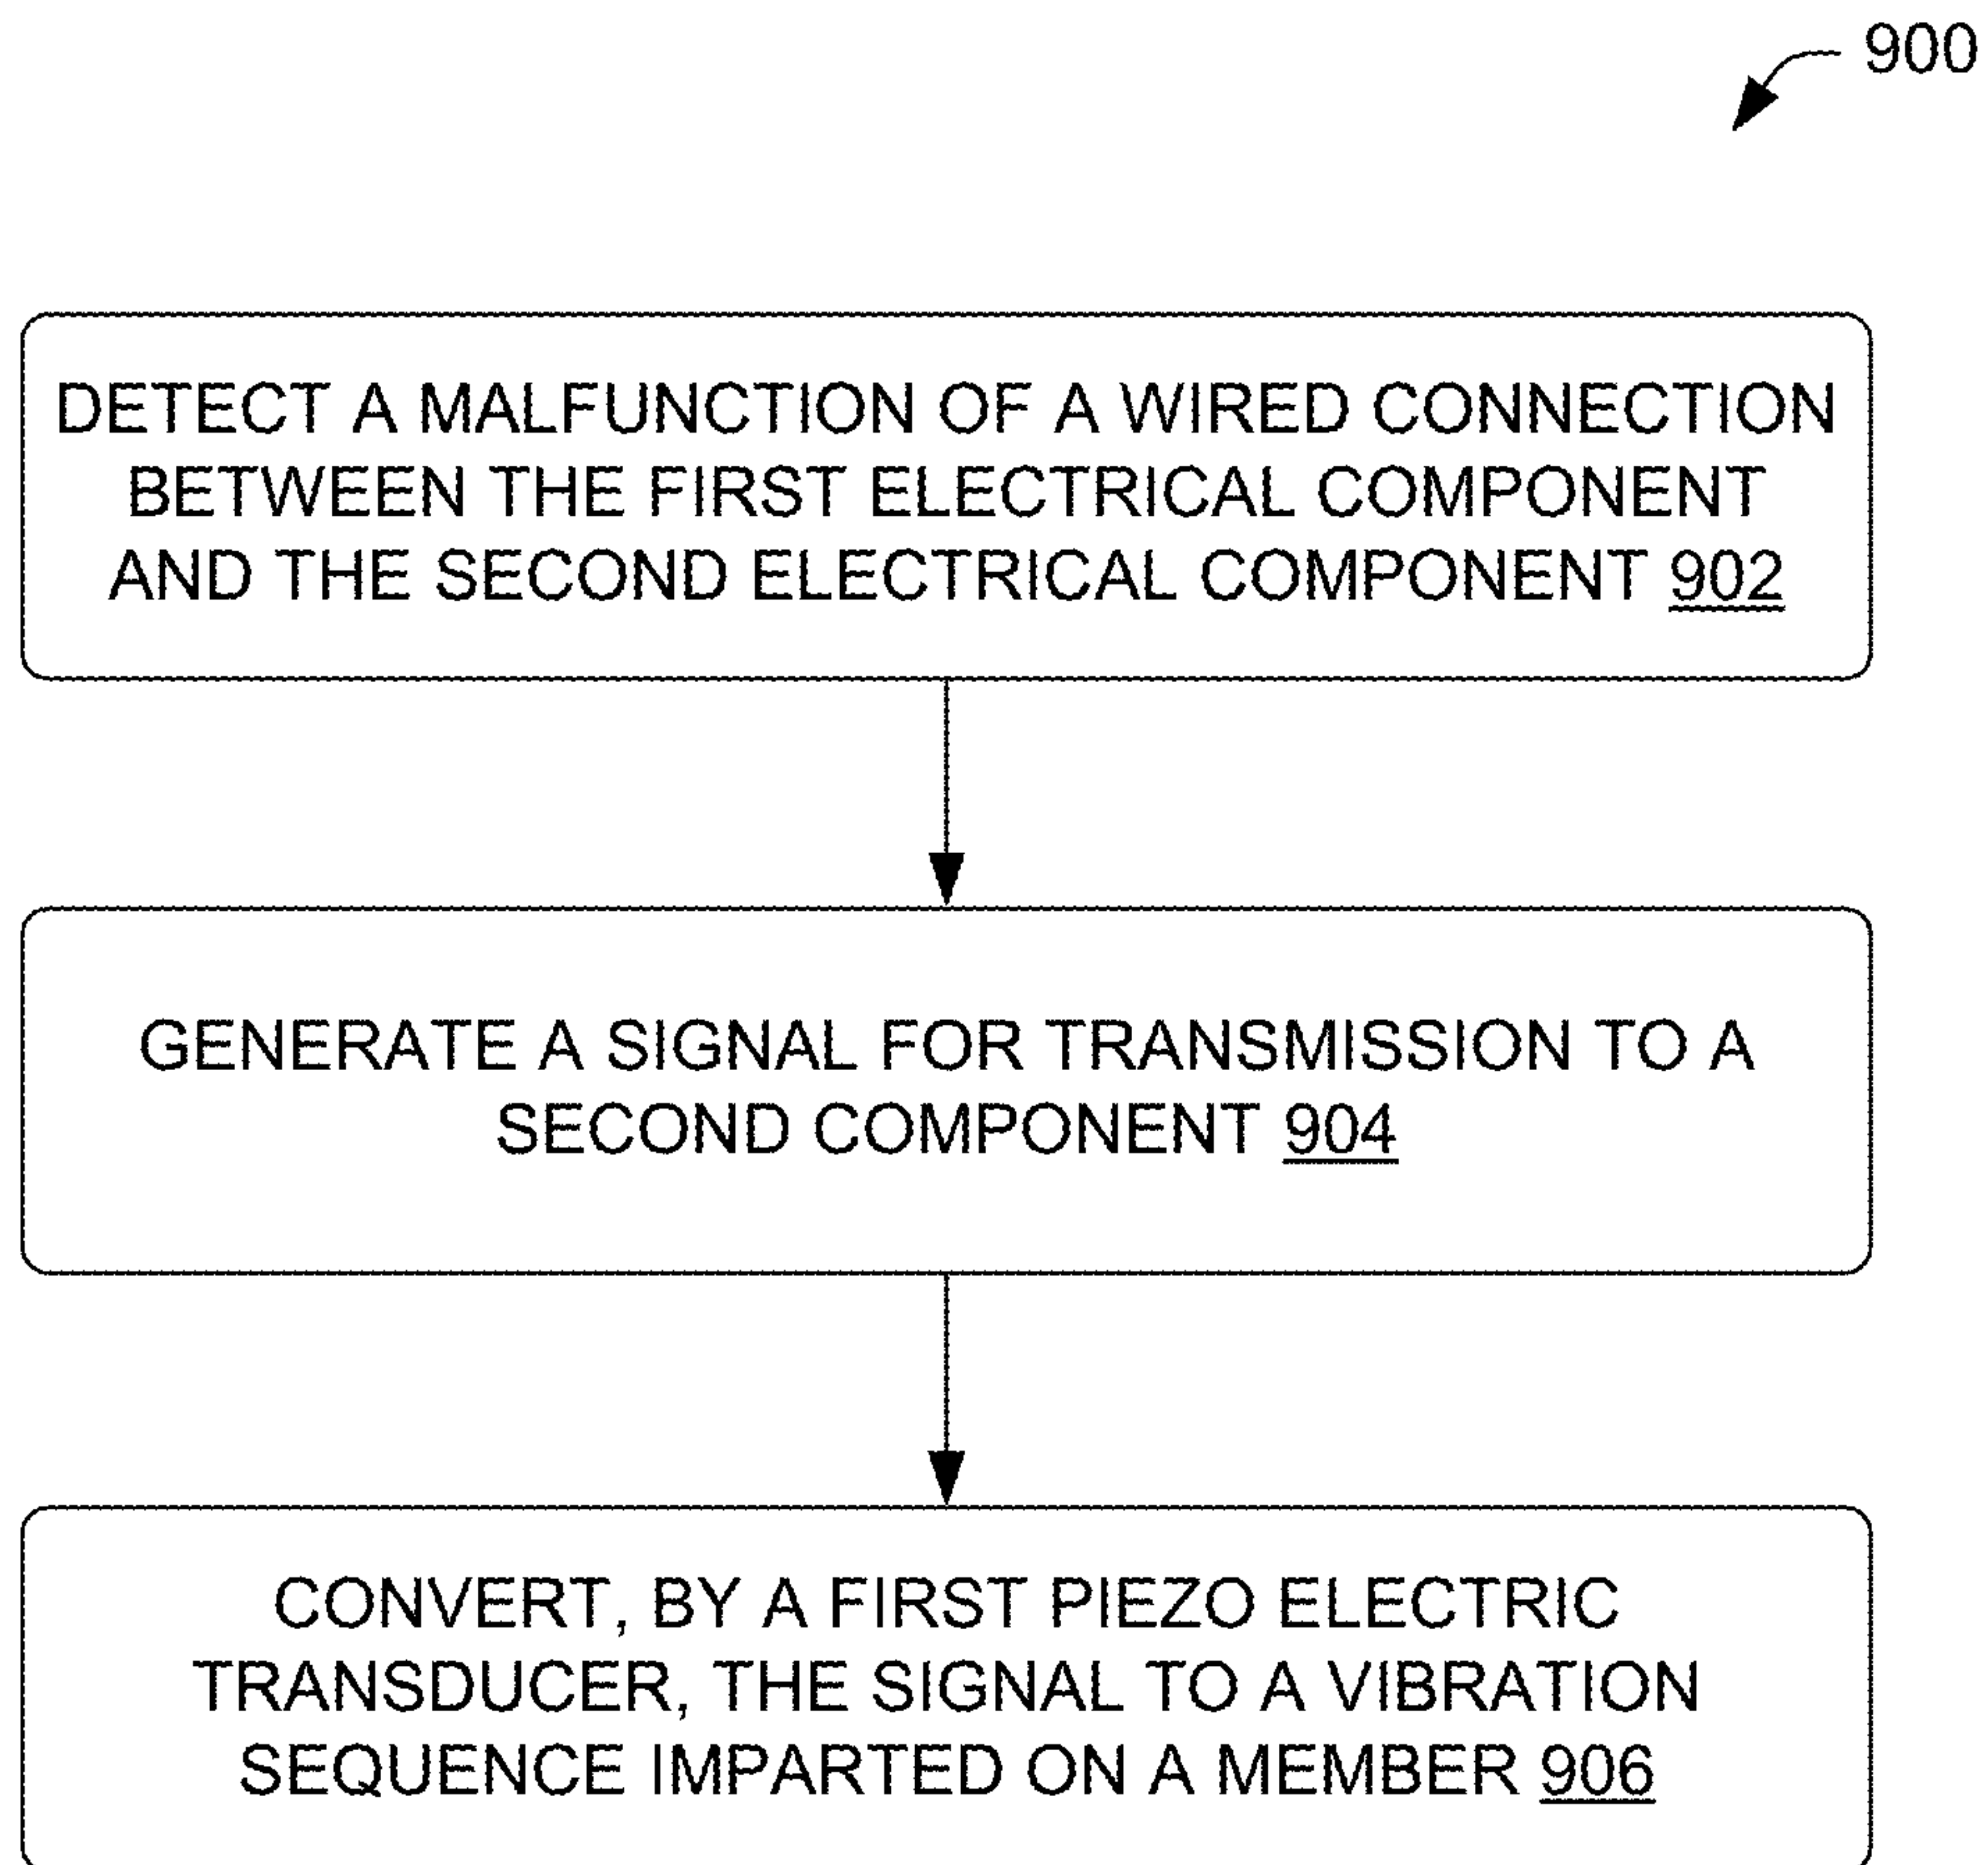 900
DETECT A MALFUNCTION OF A WIRED CONNECTION
BETWEEN THE FIRST ELECTRICAL COMPONENT
AND THE SECOND ELECTRICAL COMPONENT 902
GENERATE A SIGNAL FOR TRANSMISSION TO A
SECOND COMPONENT 904
CONVERT, BY A FIRST PIEZO ELECTRIC
TRANSDUCER, THE SIGNAL TO A VIBRATION
SEQUENCE IMPARTED ON A MEMBER 906